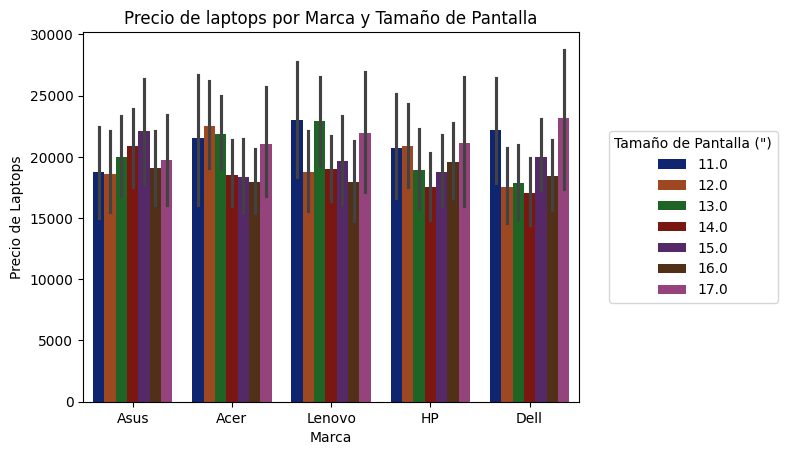 Precio de laptops por Marca y Tamaño de Pantalla
30000
25000
20000
15000
10000
5000
0
Precio de Laptops
Asus Acer Lenovo HP Dell
Marca
Tamaño de Pantalla (")
11.0
12.0
13.0
14.0
15.0
16.0
17.0